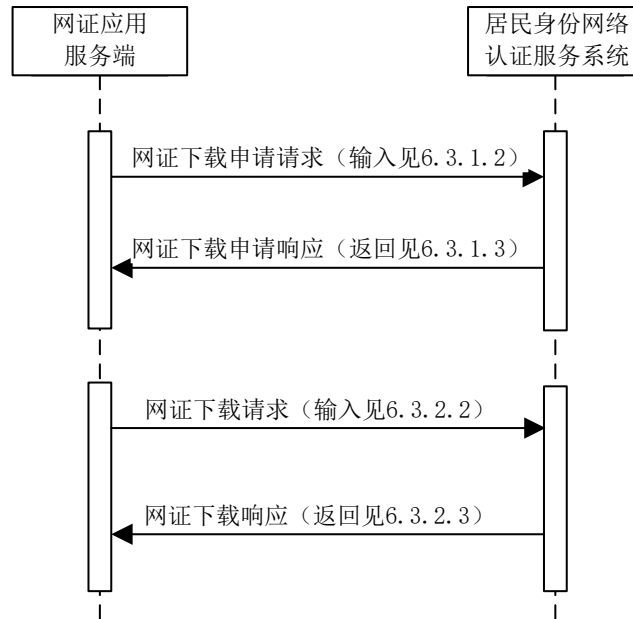 网证应用
服务端
居民身份网络
认证服务系统
网证下载申请请求（输入见6.3.1.2）
网证下载申请响应（返回见6.3.1.3）
网证下载请求（输入见6.3.2.2）
网证下载响应（返回见6.3.2.3）